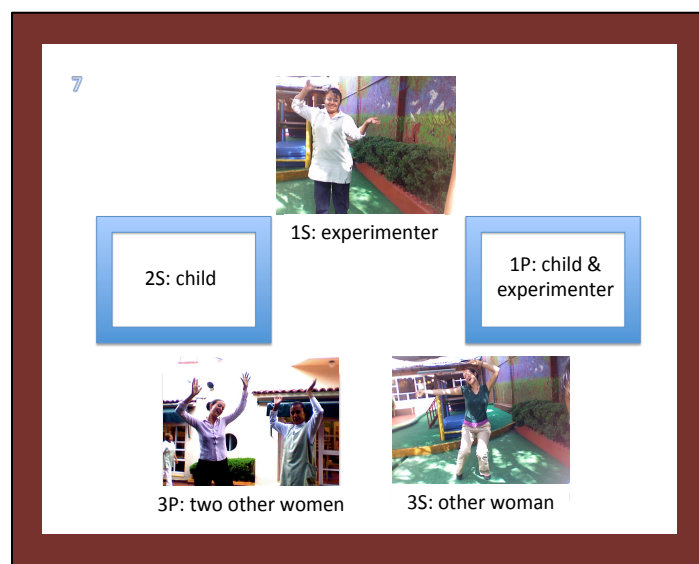 7
1S: experimenter
2S: child
1P: child &
experimenter
3P: two other women
3S: other woman